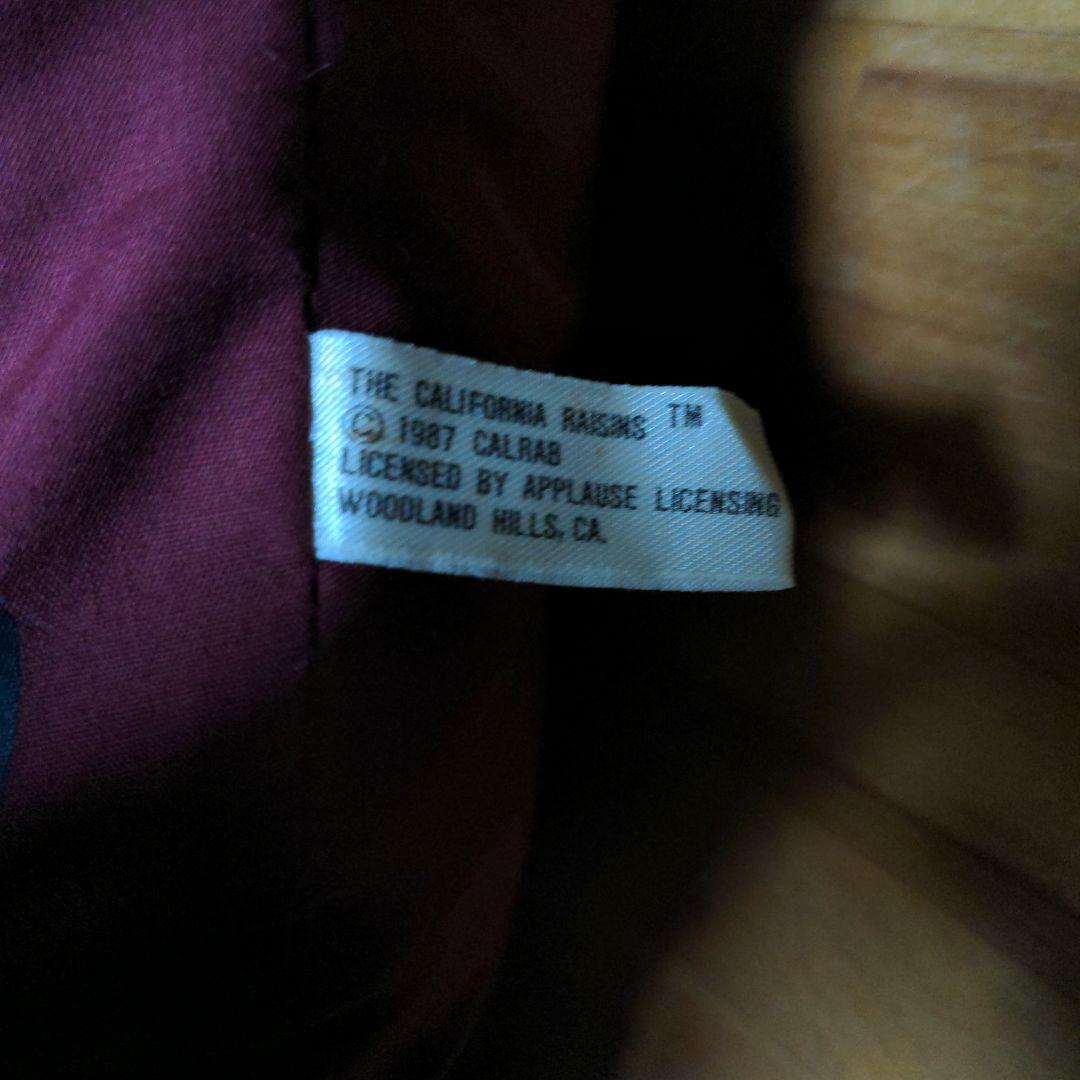 THE CALIFORNIA RAISINS ™
© 1987 CALRAB
LICENSED BY APPLAUSE LICENSING
WOODLAND HILLS, CA.